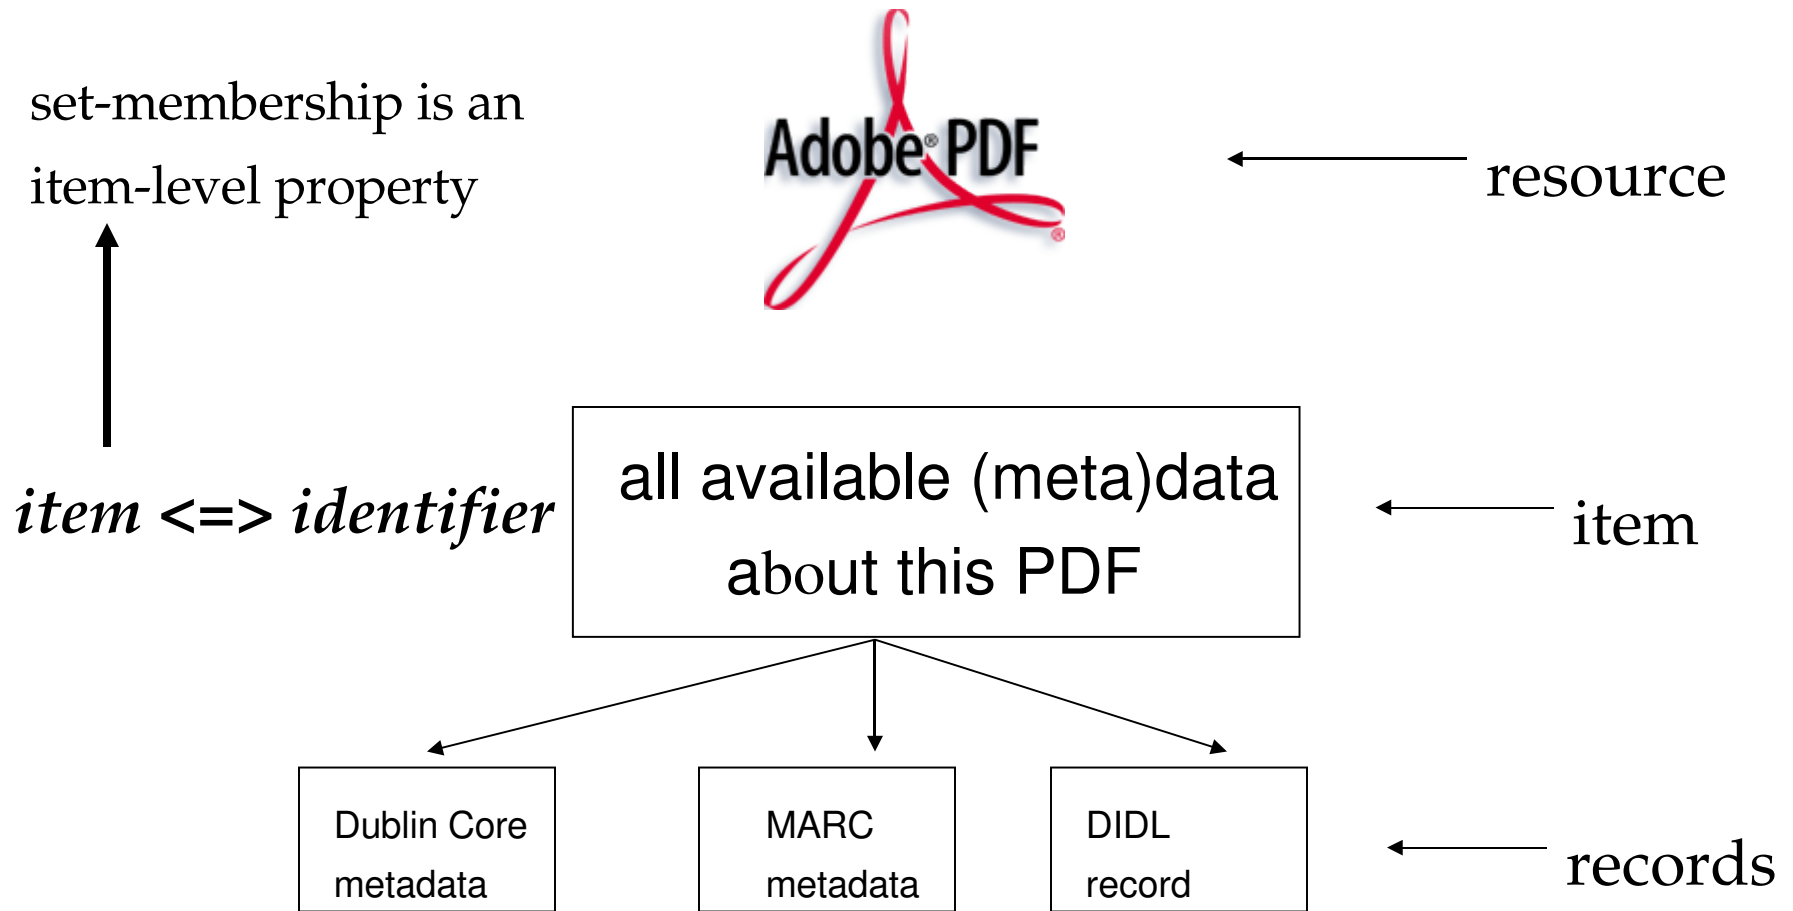 set-membership is an
item-level property
Adobe® PDF
®
resource
item <=> identifier
all available (meta)data
about this PDF
item
Dublin Core
metadata
MARC
metadata
DIDL
record
records